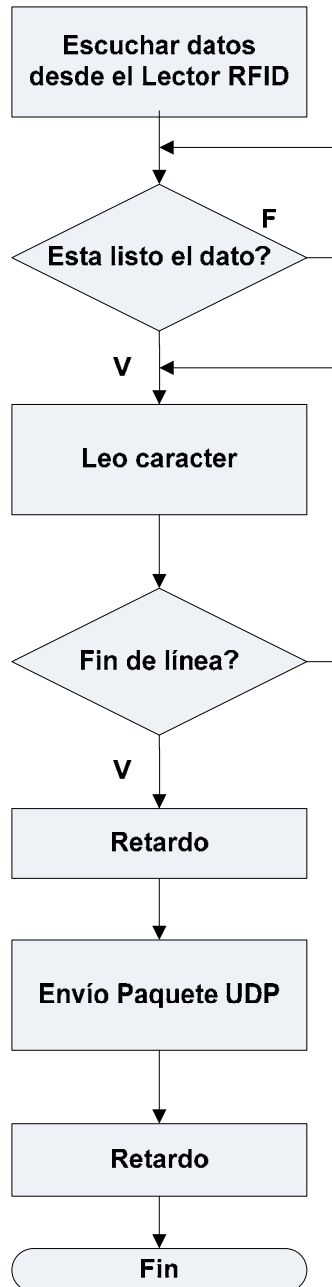 Escuchar datos
desde el Lector RFID
F
Esta listo el dato?
V
Leo caracter
Fin de línea?
V
Retardo
Envío Paquete UDP
Retardo
Fin